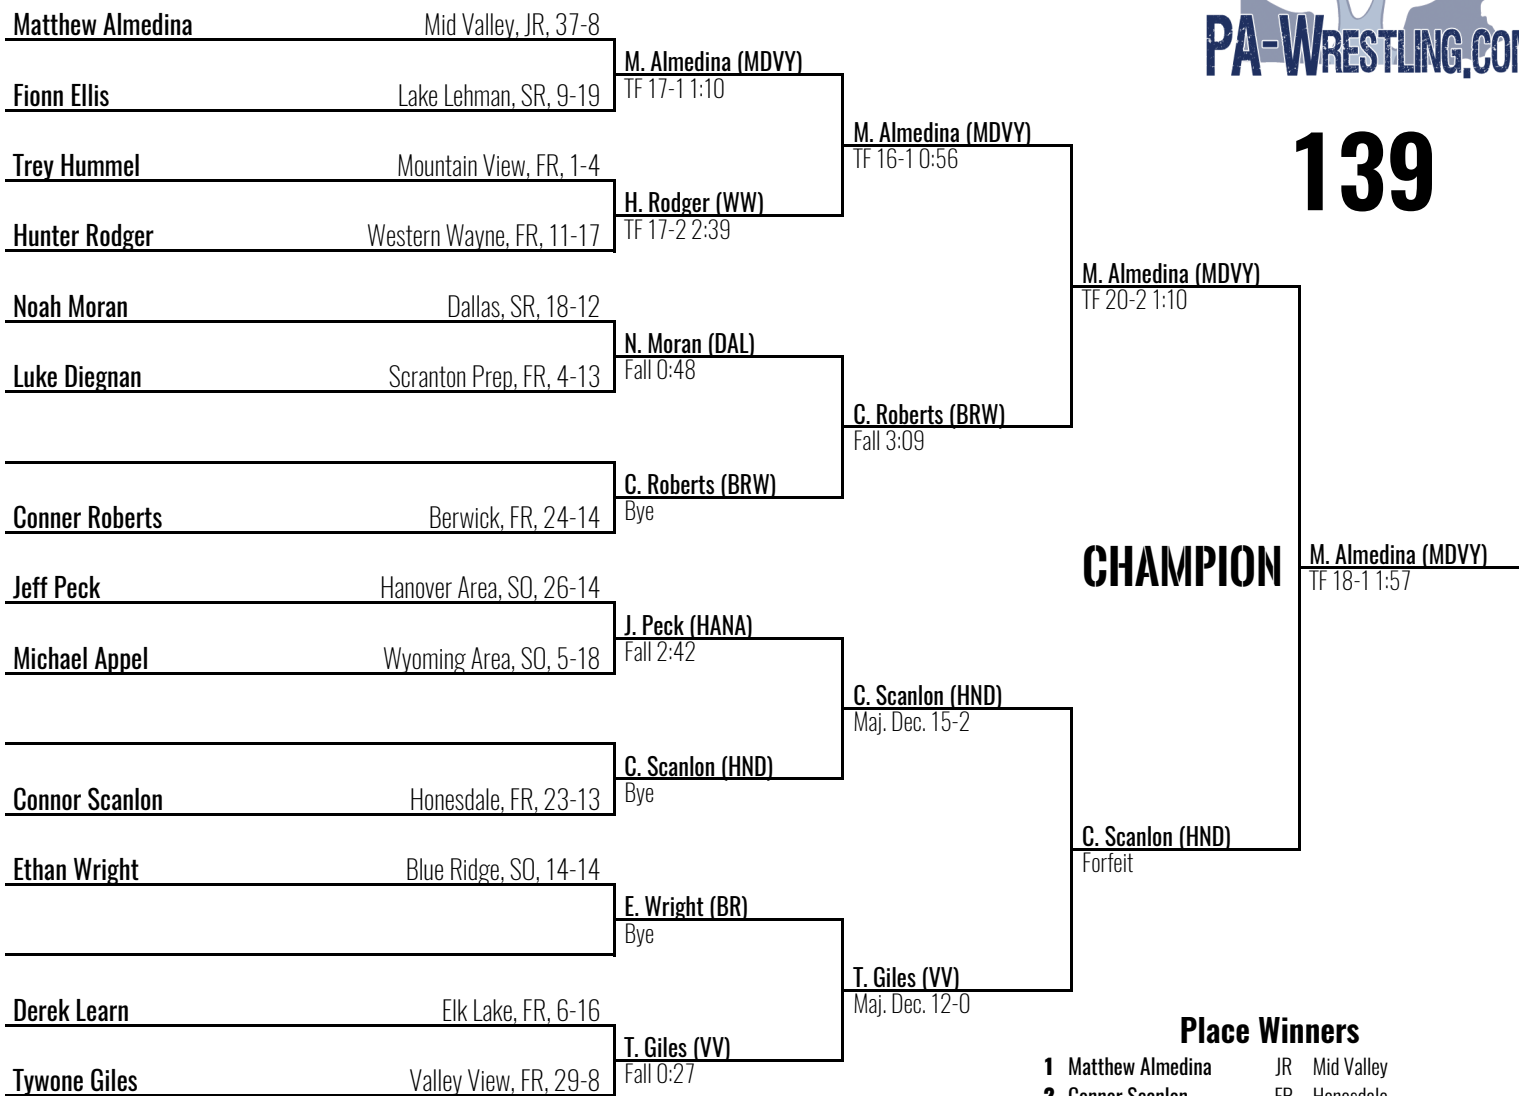 PA-WRESTLING.CO
139
Matthew Almedina Mid Valley, JR, 37-8
M. Almedina (MDVY)
TF 17-1 1:10
Fionn Ellis Lake Lehman, SR, 9-19
M. Almedina (MDVY)
TF 16-1 0:56
Trey Hummel Mountain View, FR, 1-4
H. Rodger (WW)
TF 17-2 2:39
Hunter Rodger Western Wayne, FR, 11-17
M. Almedina (MDVY)
TF 20-2 1:10
Noah Moran Dallas, SR, 18-12
N. Moran (DAL)
Fall 0:48
Luke Diegnan Scranton Prep, FR, 4-13
C. Roberts (BRW)
Fall 3:09
C. Roberts (BRW)
Bye
Conner Roberts Berwick, FR, 24-14
CHAMPION
M. Almedina (MDVY)
TF 18-1 1:57
Jeff Peck Hanover Area, SO, 26-14
J. Peck (HANA)
Fall 2:42
Michael Appel Wyoming Area, SO, 5-18
C. Scanlon (HND)
Maj. Dec. 15-2
C. Scanlon (HND)
Bye
Connor Scanlon Honesdale, FR, 23-13
C. Scanlon (HND)
Forfeit
Ethan Wright Blue Ridge, SO, 14-14
E. Wright (BR)
Bye
T. Giles (VV)
Maj. Dec. 12-0
Derek Learn Elk Lake, FR, 6-16
T. Giles (VV)
Fall 0:27
Tywone Giles Valley View, FR, 29-8
Place Winners
1 Matthew Almedina JR Mid Valley
2 Connor Scanlon FR Honesdale